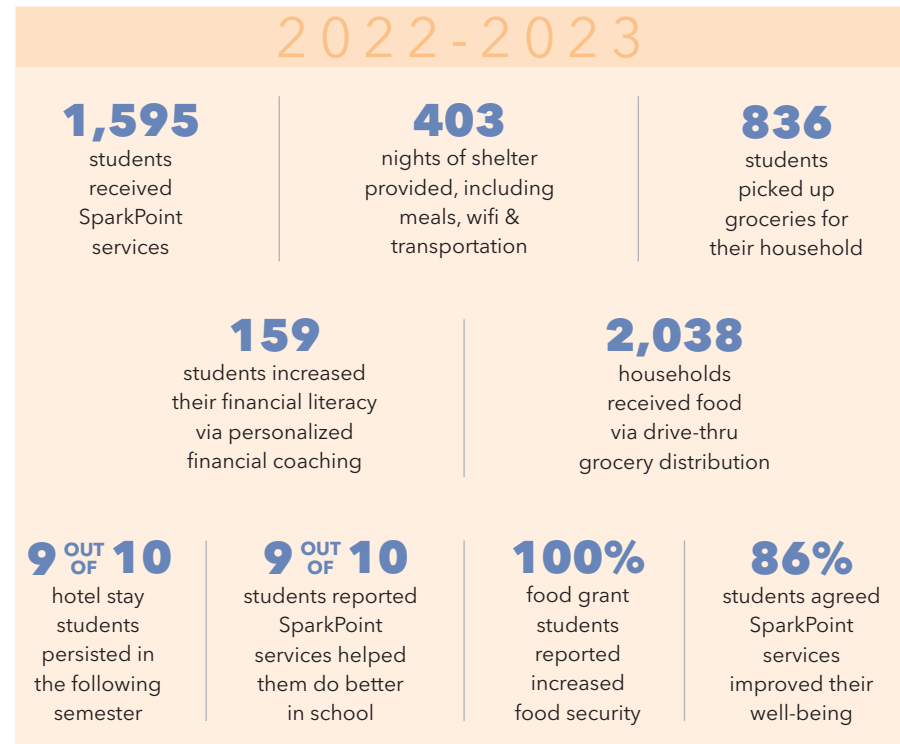 2022-2023
1,595
students
received
SparkPoint
services
403
nights of shelter
provided, including
meals, wifi &
transportation
836
students
picked up
groceries for
their household
159
students increased
their financial literacy
via personalized
financial coaching
2,038
households
received food
via drive-thru
grocery distribution
9 OUT OF 10
hotel stay
students
persisted in
the following
semester
9 OUT OF 10
students reported
SparkPoint
services helped
them do better
in school
100%
food grant
students
reported
increased
food security
86%
students agreed
SparkPoint
services
improved their
well-being